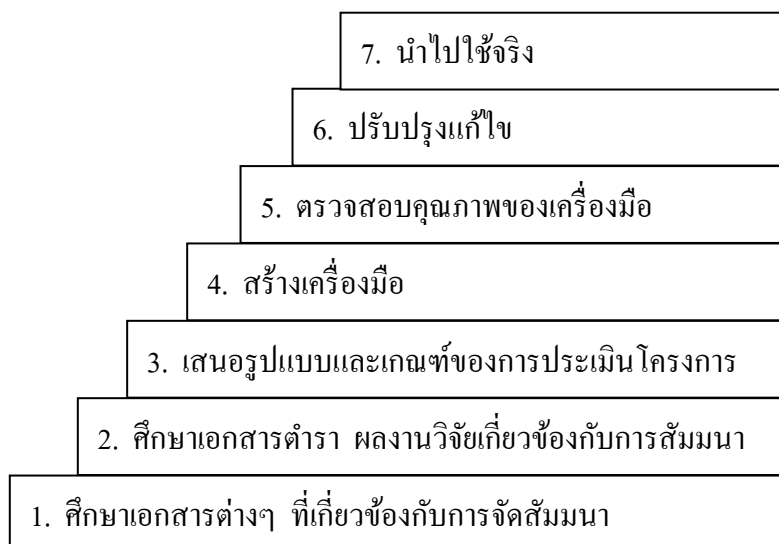 7. นำไปใช้จริง
6. ปรับปรุงแก้ไข
5. ตรวจสอบคุณภาพของเครื่องมือ
4. สร้างเครื่องมือ
3. เสนอรูปแบบและเกณฑ์ของการประเมินโครงการ
2. ศึกษาเอกสารตำรา ผลงานวิจัยเกี่ยวข้องกับการสัมมนา
1. ศึกษาเอกสารต่างๆ ที่เกี่ยวข้องกับการจัดสัมมนา